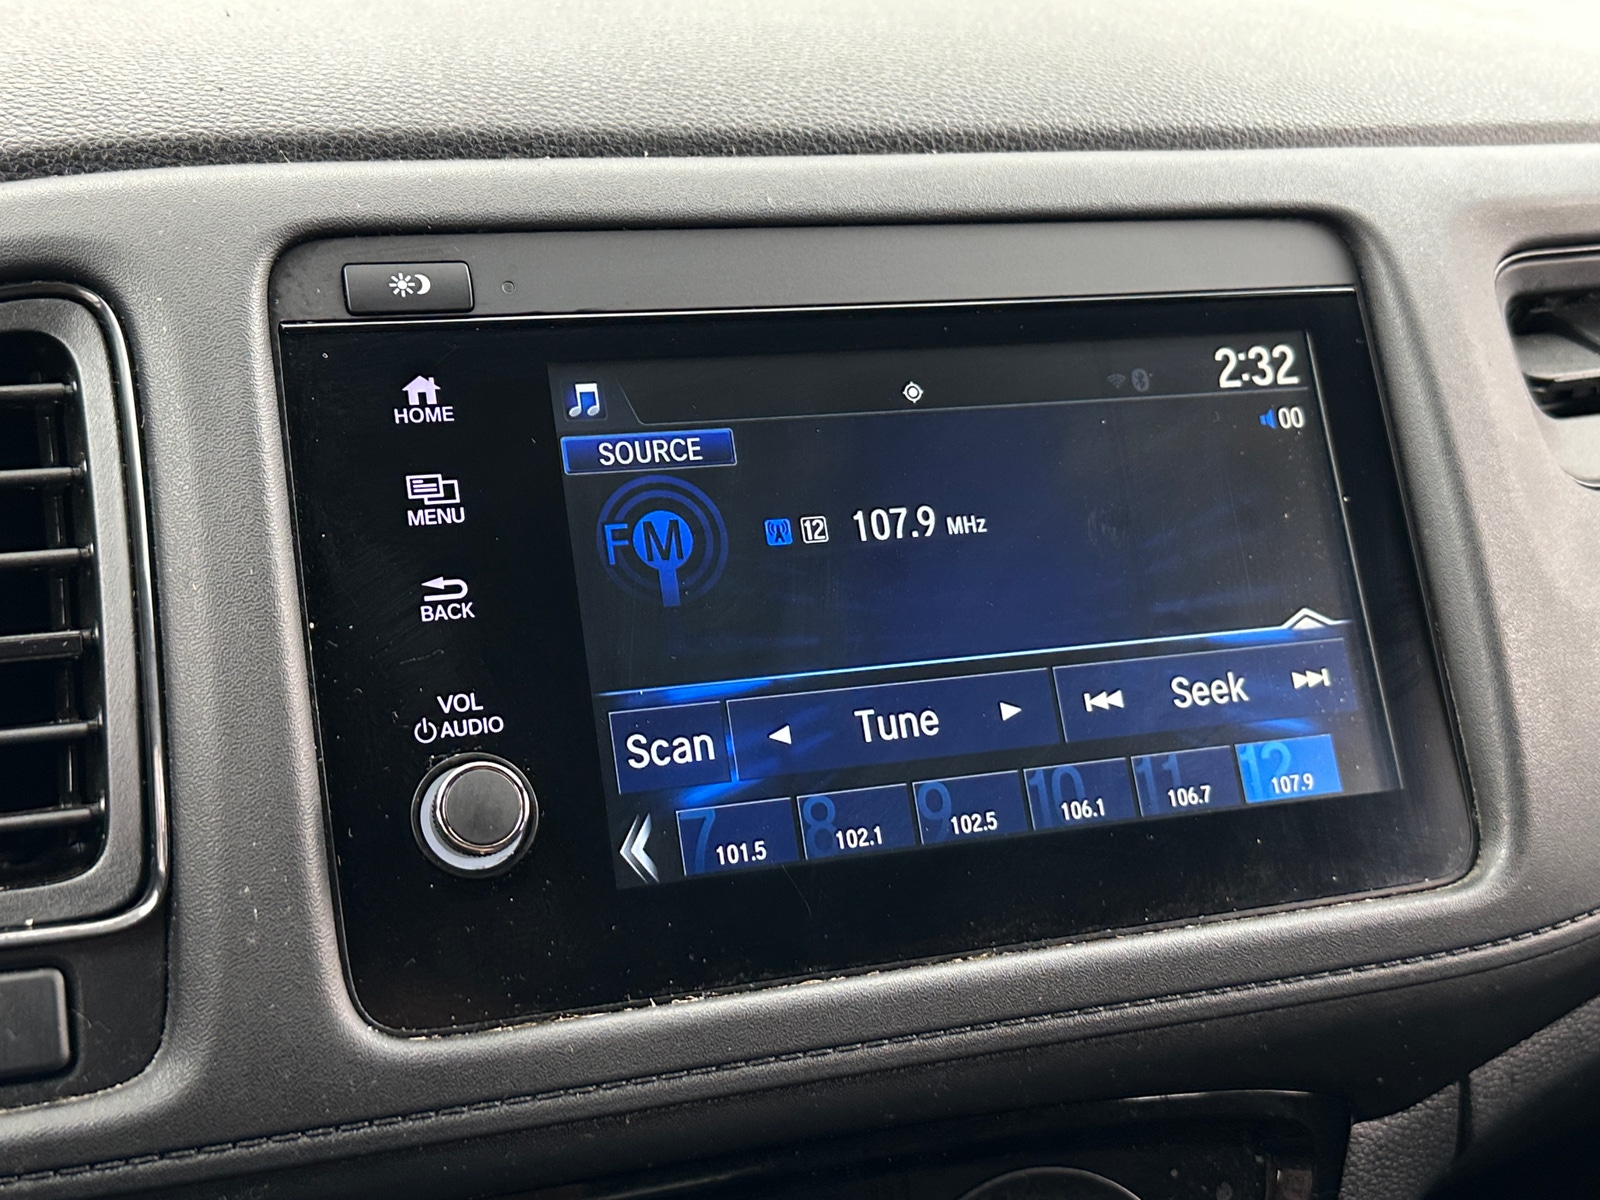 HOME
MENU
BACK
VOL
AUDIO
2:32
00
SOURCE
FM
12 107.9 MHz
Scan
Tune
Seek
7 101.5
8 102.1
9 102.5
10 106.1
11 106.7
12 107.9